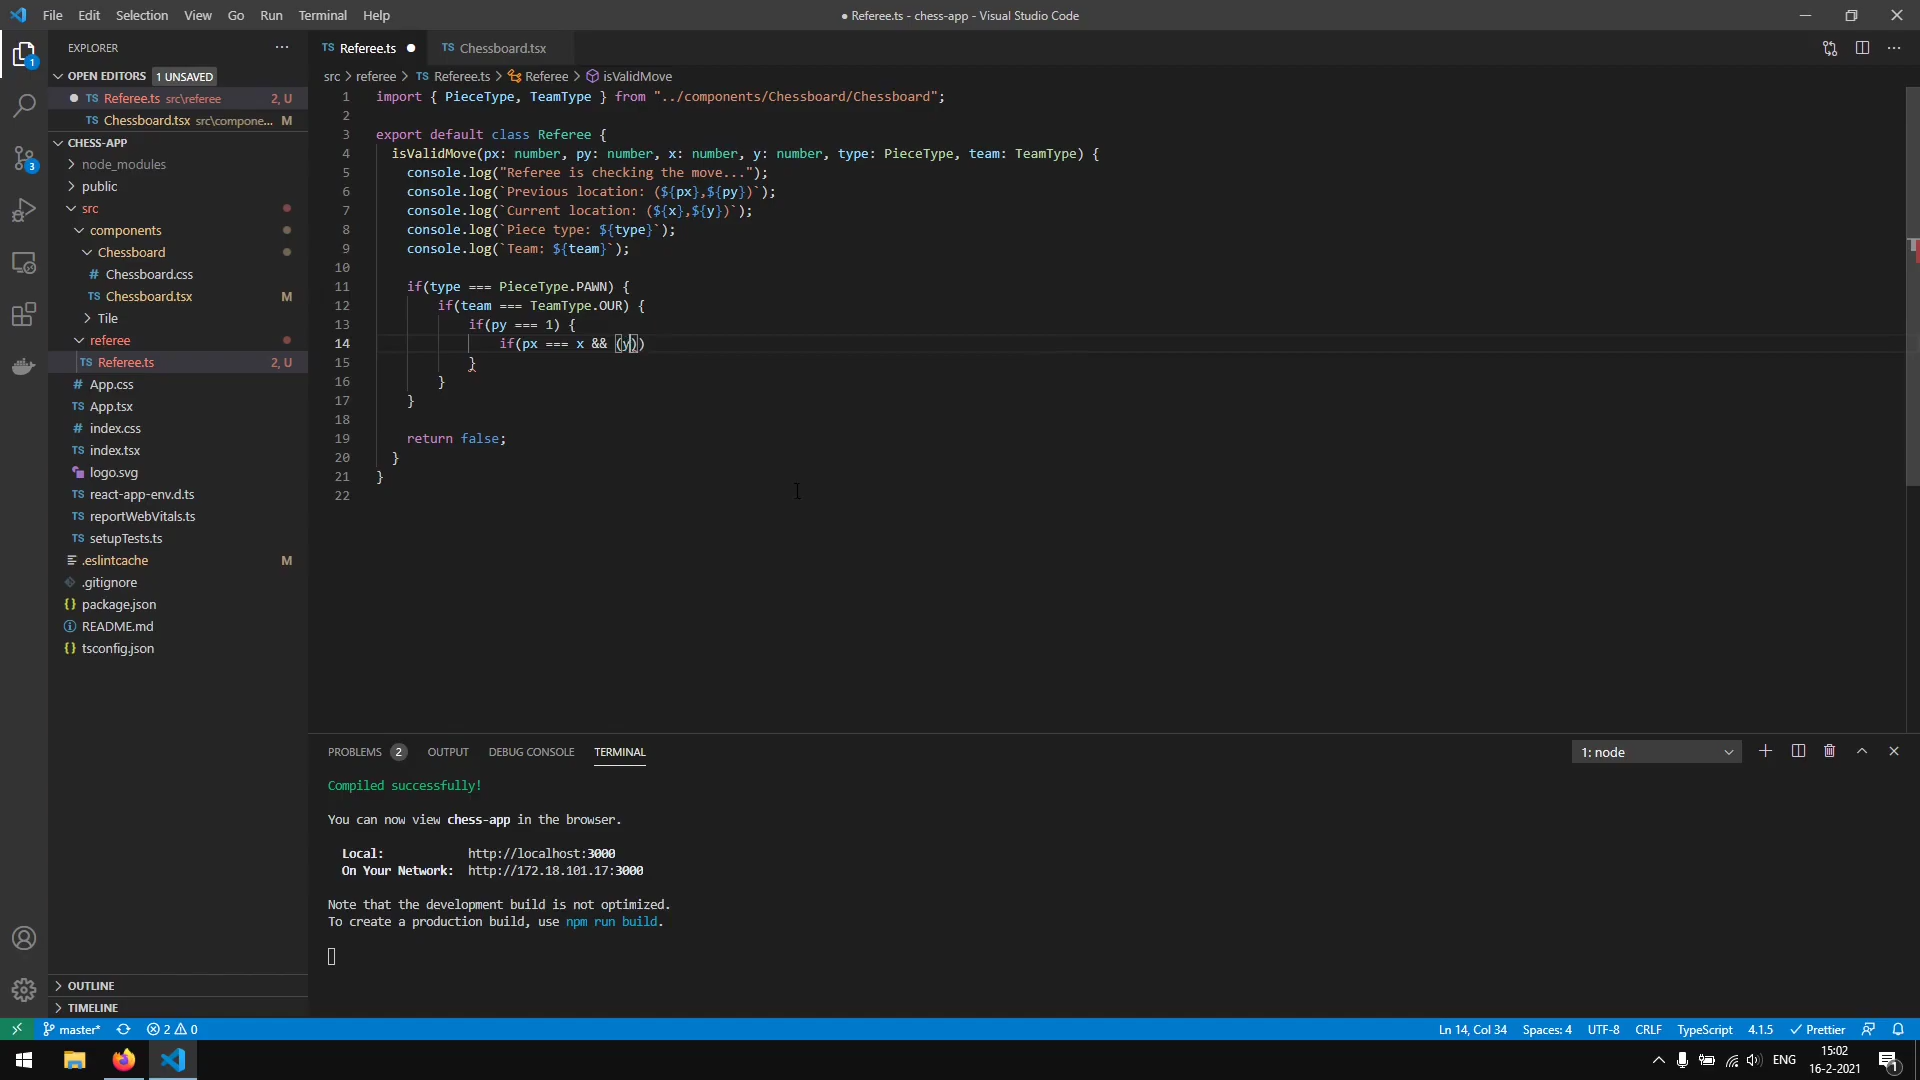 File Edit Selection View Go Run Terminal Help
● Referee.ts - chess-app - Visual Studio Code
EXPLORER
OPEN EDITORS 1 UNSAVED
TS Referee.ts src\referee 2, U
TS Chessboard.tsx src\compone... M
CHESS-APP
node_modules
public
src
components
Chessboard
# Chessboard.css
TS Chessboard.tsx M
Tile
referee
TS Referee.ts 2, U
# App.css
TS App.tsx
# index.css
TS index.tsx
logo.svg
TS react-app-env.d.ts
TS reportWebVitals.ts
TS setupTests.ts
.eslintcache M
.gitignore
{} package.json
README.md
{} tsconfig.json
OUTLINE
TIMELINE
1
3
TS Referee.ts ●
TS Chessboard.tsx
src > referee > TS Referee.ts > Referee > isValidMove
1 import { PieceType, TeamType } from "../components/Chessboard/Chessboard";
2
3 export default class Referee {
4 isValidMove(px: number, py: number, x: number, y: number, type: PieceType, team: TeamType) {
5 console.log("Referee is checking the move...");
6 console.log(`Previous location: (${px},${py})`);
7 console.log(`Current location: (${x},${y})`);
8 console.log(`Piece type: ${type}`);
9 console.log(`Team: ${team}`);
10
11 if(type === PieceType.PAWN) {
12 if(team === TeamType.OUR) {
13 if(py === 1) {
14 if(px === x && (y))
15 }
16 }
17 }
18
19 return false;
20 }
21 }
22
PROBLEMS 2 OUTPUT DEBUG CONSOLE TERMINAL
1: node
Compiled successfully!
You can now view chess-app in the browser.
Local: http://localhost:3000
On Your Network: http://172.18.101.17:3000
Note that the development build is not optimized.
To create a production build, use npm run build.
master* 2 0
Ln 14, Col 34 Spaces: 4 UTF-8 CRLF TypeScript 4.1.5 Prettier
ENG
15:02
16-2-2021
1